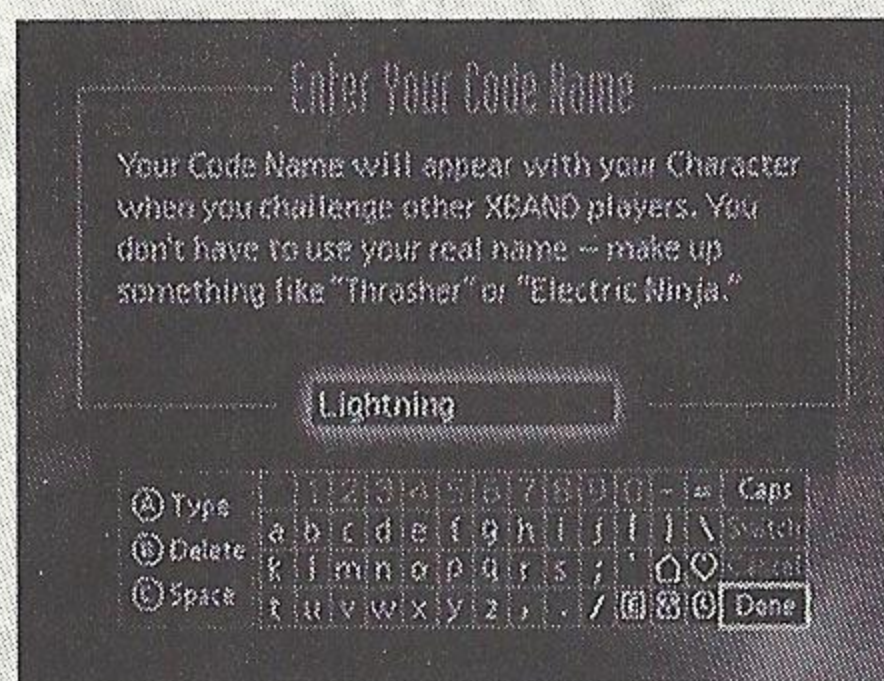 Enter Your Code Name
Your Code Name will appear with your Character
when you challenge other XBAND players. You
don't have to use your real name – make up
something like "Thrasher" or "Electric Ninja."
Lightning
1 2 3 4 5 6 7 8 9 0 - = Caps
Ⓐ Type
a b c d e f g h i j [ ] \ Switch
Ⓑ Delete
k l m n o p q r s ; ' Cancel
Ⓒ Space
t u v w x y z , . / Done